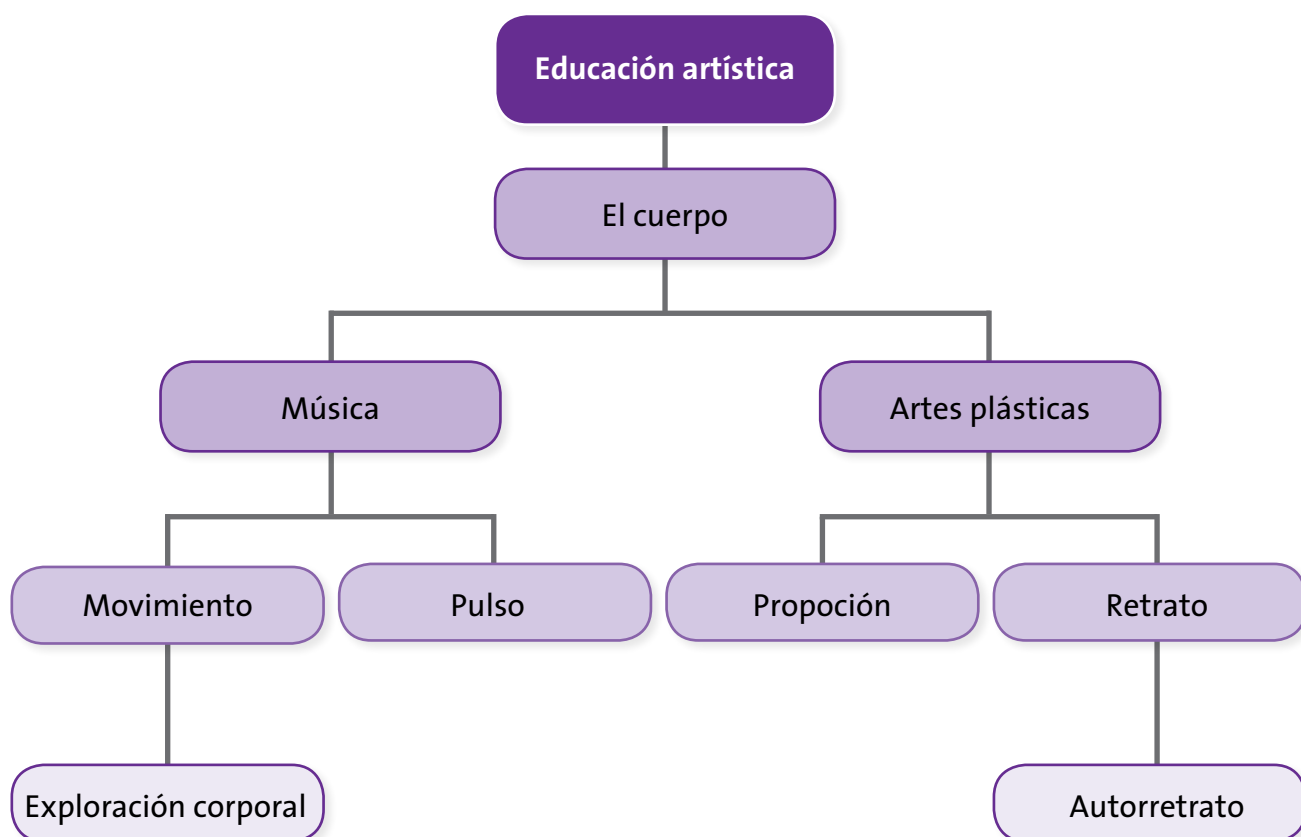 Educación artística
El cuerpo
Música
Artes plásticas
Movimiento
Pulso
Propoción
Retrato
Exploración corporal
Autorretrato